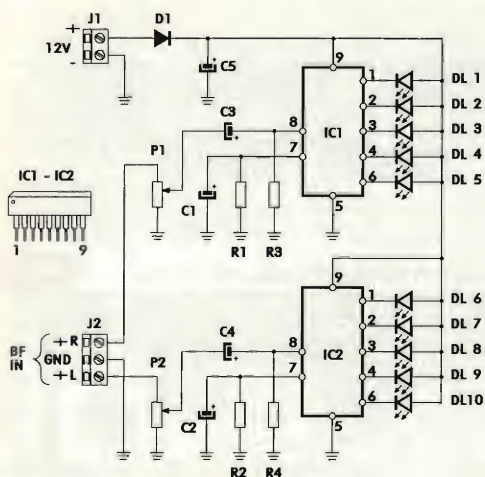 J1
D1
+
12V
-
C5
9
1
DL 1
2
DL 2
3
DL 3
4
DL 4
6
DL 5
8
7
IC1
5
C3
P1
C1
R1
R3
IC1 - IC2
1
9
J2
BF
IN
+R
GND
+L
P2
C4
C2
R2
R4
9
1
DL 6
2
DL 7
3
DL 8
4
DL 9
6
DL10
8
7
IC2
5